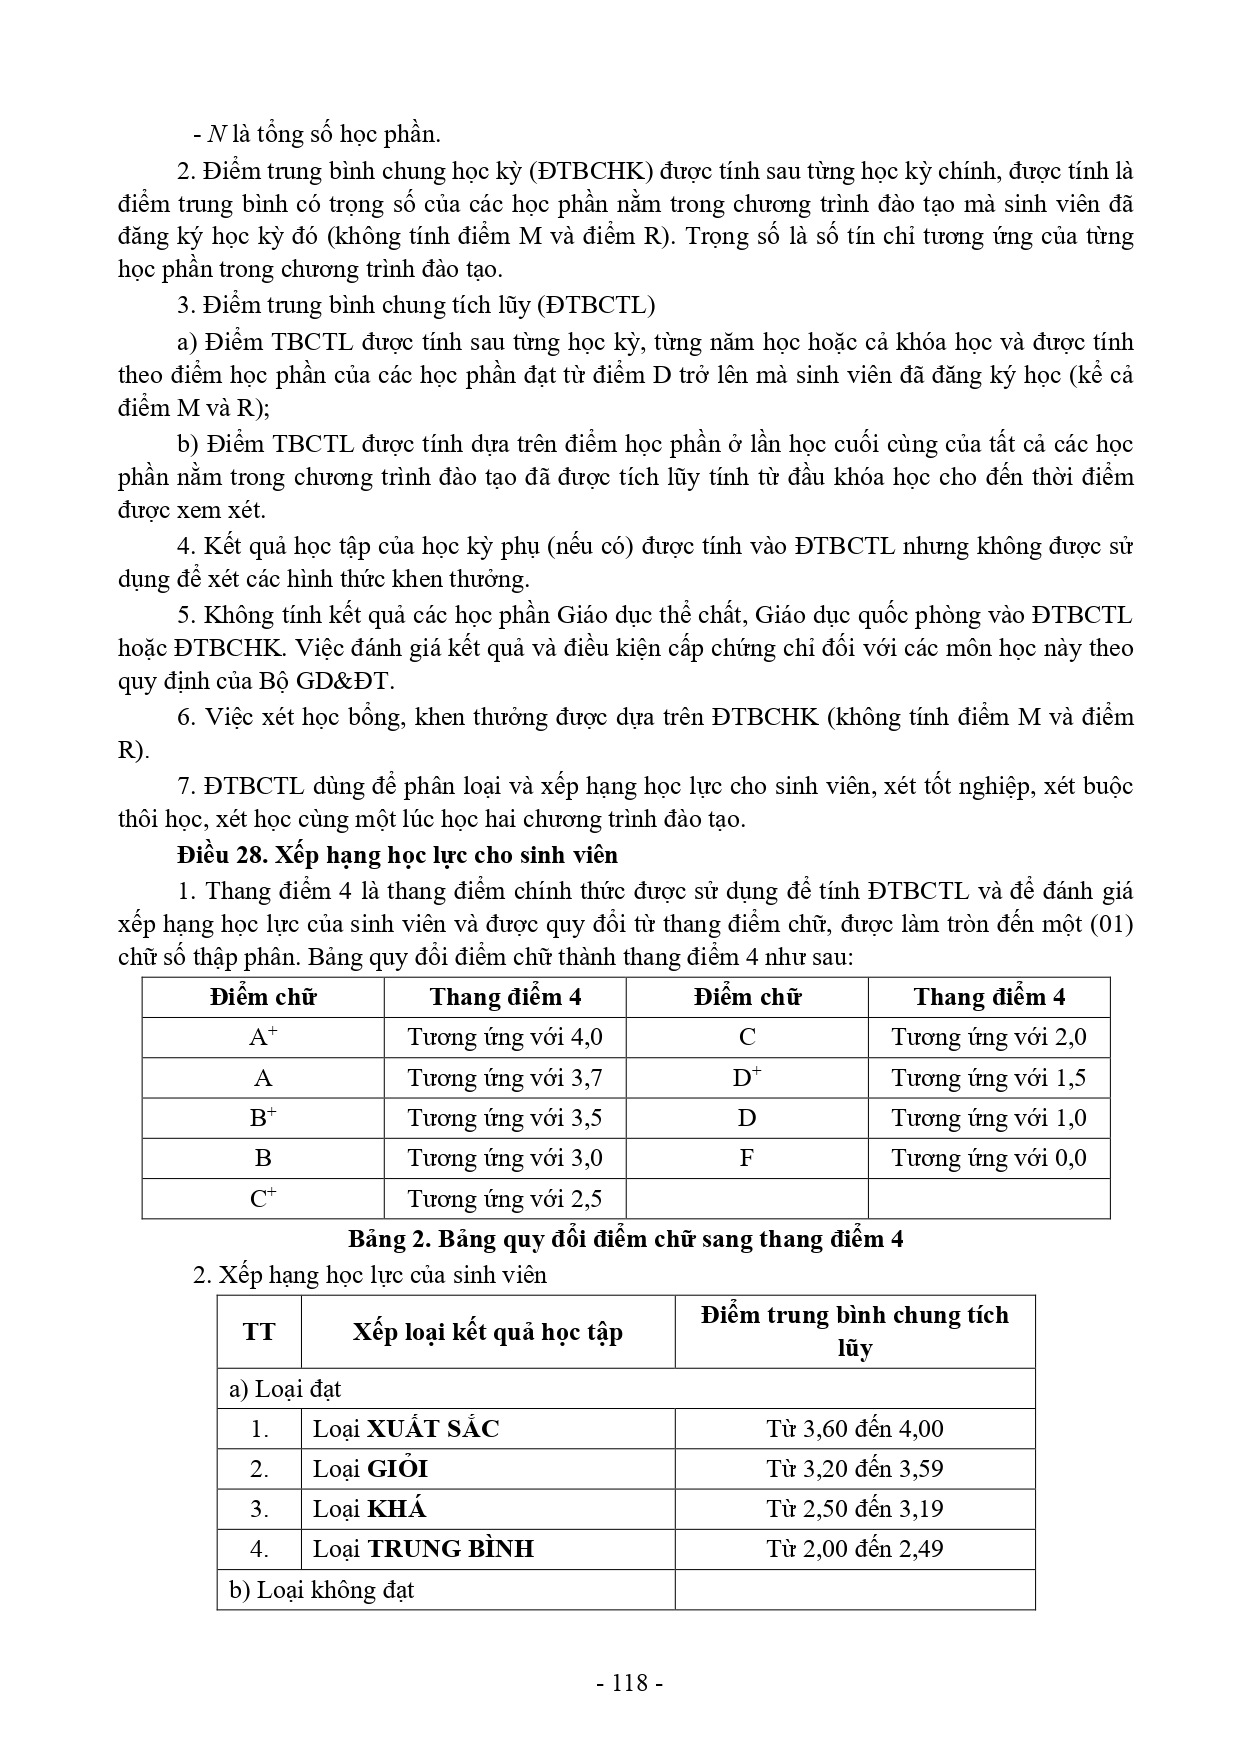 - N là tổng số học phần.
2. Điểm trung bình chung học kỳ (ĐTBCHK) được tính sau từng học kỳ chính, được tính là
điểm trung bình có trọng số của các học phần nằm trong chương trình đào tạo mà sinh viên đã
đăng ký học kỳ đó (không tính điểm M và điểm R). Trọng số là số tín chỉ tương ứng của từng
học phần trong chương trình đào tạo.
3. Điểm trung bình chung tích lũy (ĐTBCTL)
a) Điểm TBCTL được tính sau từng học kỳ, từng năm học hoặc cả khóa học và được tính
theo điểm học phần của các học phần đạt từ điểm D trở lên mà sinh viên đã đăng ký học (kể cả
điểm M và R);
b) Điểm TBCTL được tính dựa trên điểm học phần ở lần học cuối cùng của tất cả các học
phần nằm trong chương trình đào tạo đã được tích lũy tính từ đầu khóa học cho đến thời điểm
được xem xét.
4. Kết quả học tập của học kỳ phụ (nếu có) được tính vào ĐTBCTL nhưng không được sử
dụng để xét các hình thức khen thưởng.
5. Không tính kết quả các học phần Giáo dục thể chất, Giáo dục quốc phòng vào ĐTBCTL
hoặc ĐTBCHK. Việc đánh giá kết quả và điều kiện cấp chứng chỉ đối với các môn học này theo
quy định của Bộ GD&ĐT.
6. Việc xét học bổng, khen thưởng được dựa trên ĐTBCHK (không tính điểm M và điểm
R).
7. ĐTBCTL dùng để phân loại và xếp hạng học lực cho sinh viên, xét tốt nghiệp, xét buộc
thôi học, xét học cùng một lúc học hai chương trình đào tạo.
Điều 28. Xếp hạng học lực cho sinh viên
1. Thang điểm 4 là thang điểm chính thức được sử dụng để tính ĐTBCTL và để đánh giá
xếp hạng học lực của sinh viên và được quy đổi từ thang điểm chữ, được làm tròn đến một (01)
chữ số thập phân. Bảng quy đổi điểm chữ thành thang điểm 4 như sau:
Điểm chữ Thang điểm 4 Điểm chữ Thang điểm 4
A+ Tương ứng với 4,0 C Tương ứng với 2,0
A Tương ứng với 3,7 D+ Tương ứng với 1,5
B+ Tương ứng với 3,5 D Tương ứng với 1,0
B Tương ứng với 3,0 F Tương ứng với 0,0
C+ Tương ứng với 2,5
Bảng 2. Bảng quy đổi điểm chữ sang thang điểm 4
2. Xếp hạng học lực của sinh viên
TT Xếp loại kết quả học tập Điểm trung bình chung tích
lũy
a) Loại đạt
1. Loại XUẤT SẮC Từ 3,60 đến 4,00
2. Loại GIỎI Từ 3,20 đến 3,59
3. Loại KHÁ Từ 2,50 đến 3,19
4. Loại TRUNG BÌNH Từ 2,00 đến 2,49
b) Loại không đạt
- 118 -